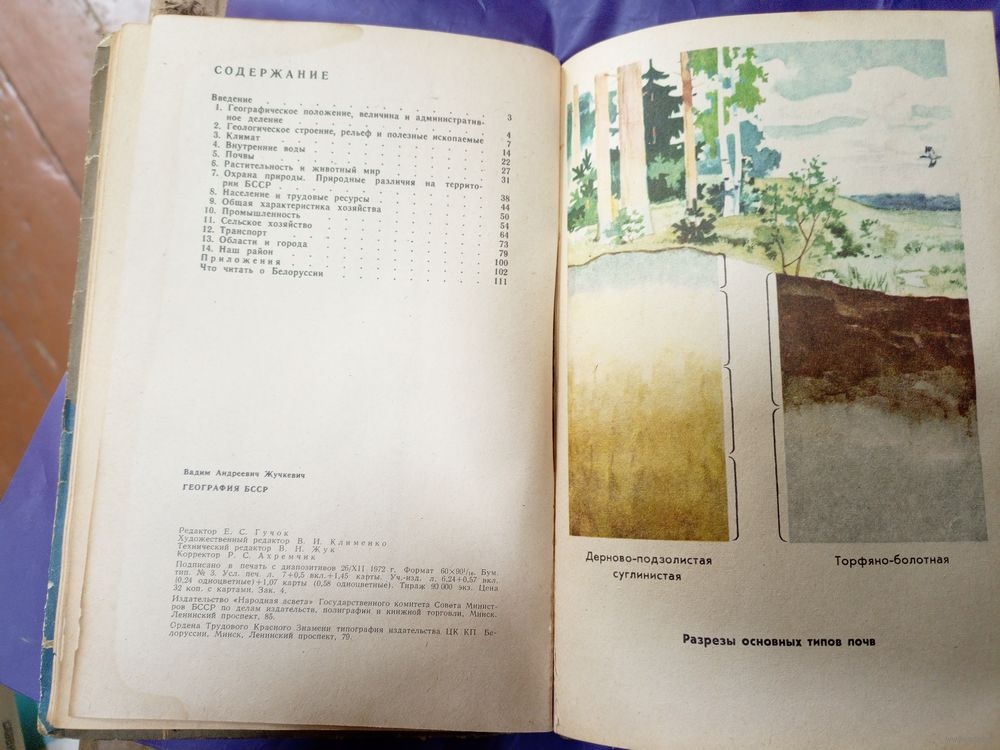 СОДЕРЖАНИЕ
Введение 3
1. Географическое положение, величина и административ-
ное деление 4
2. Геологическое строение, рельеф и полезные ископаемые 7
3. Климат 14
4. Внутренние воды 22
5. Почвы 27
6. Растительность и животный мир 31
7. Охрана природы. Природные различия на террито-
рии БССР 38
8. Население и трудовые ресурсы 44
9. Общая характеристика хозяйства 50
10. Промышленность 54
11. Сельское хозяйство 64
12. Транспорт 73
13. Области и города 79
14. Наш район 100
Приложения 102
Что читать о Белоруссии 111
Вадим Андреевич Жучкевич
ГЕОГРАФИЯ БССР
Редактор Е. С. Гучок
Художественный редактор В. И. Клименко
Технический редактор В. Н. Жук
Корректор Р. С. Ахремчик
Подписано в печать с диапозитивов 26/XII 1972 г. Формат 60×90 1/16. Бум.
тип. № 3. Усл. печ. л. 7+0,5 вкл.+1,45 карты. Уч.-изд. л. 6,24+0,57 вкл.
(0,24 одноцветные)+1,07 карты (0,58 одноцветные). Тираж 90 000 экз. Цена
32 коп. с картами. Зак. 4.
Издательство «Народная асвета» Государственного комитета Совета Минист-
ров БССР по делам издательств, полиграфии и книжной торговли. Минск,
Ленинский проспект, 85.
Ордена Трудового Красного Знамени типография издательства ЦК КП Бе-
лоруссии. Минск, Ленинский проспект, 79.
Дерново-подзолистая
суглинистая
Торфяно-болотная
Разрезы основных типов почв